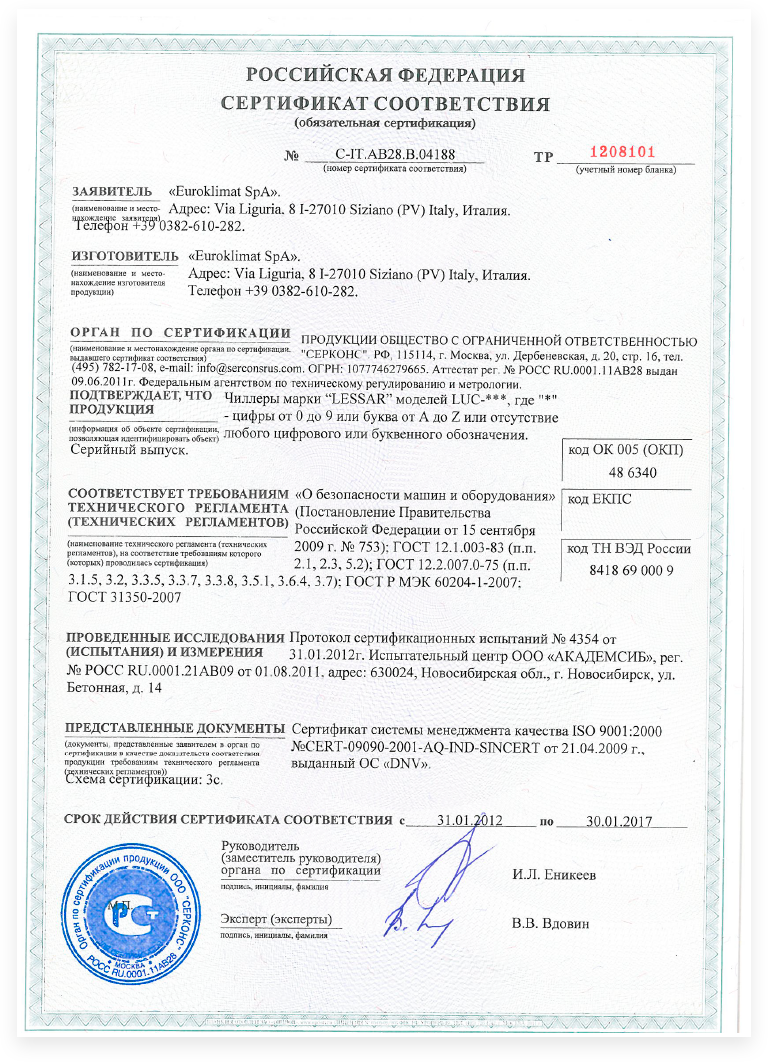 РОССИЙСКАЯ ФЕДЕРАЦИЯ
СЕРТИФИКАТ СООТВЕТСТВИЯ
(обязательная сертификация)
№ C-IT.АВ28.В.04188 ТР 1208101
(номер сертификата соответствия) (учетный номер бланка)
ЗАЯВИТЕЛЬ «Euroklimat SpA».
(наименование и место-
нахождение заявителя) Адрес: Via Liguria, 8 I-27010 Siziano (PV) Italy, Италия.
Телефон +39 0382-610-282.
ИЗГОТОВИТЕЛЬ «Euroklimat SpA».
(наименование и место-
нахождение изготовителя
продукции)
Адрес: Via Liguria, 8 I-27010 Siziano (PV) Italy, Италия.
Телефон +39 0382-610-282.
ОРГАН ПО СЕРТИФИКАЦИИ ПРОДУКЦИИ ОБЩЕСТВО С ОГРАНИЧЕННОЙ ОТВЕТСТВЕННОСТЬЮ
(наименование и местонахождение органа по сертификации,
выдавшего сертификат соответствия)
"СЕРКОНС". РФ, 115114, г. Москва, ул. Дербеневская, д. 20, стр. 16, тел.
(495) 782-17-08, e-mail: info@serconsrus.com. ОГРН: 1077746279665. Аттестат рег. № РОСС RU.0001.11АВ28 выдан
09.06.2011г. Федеральным агентством по техническому регулированию и метрологии.
ПОДТВЕРЖДАЕТ, ЧТО
ПРОДУКЦИЯ
(информация об объекте сертификации,
позволяющая идентифицировать объект)
Чиллеры марки “LESSAR” моделей LUC-***, где "*"
- цифры от 0 до 9 или буква от A до Z или отсутствие
любого цифрового или буквенного обозначения.
Серийный выпуск.
код ОК 005 (ОКП)
48 6340
код ЕКПС
код ТН ВЭД России
8418 69 000 9
СООТВЕТСТВУЕТ ТРЕБОВАНИЯМ
ТЕХНИЧЕСКОГО РЕГЛАМЕНТА
(ТЕХНИЧЕСКИХ РЕГЛАМЕНТОВ)
(наименование технического регламента (технических
регламентов), на соответствие требованиям которого
(которых) проводилась сертификация)
«О безопасности машин и оборудования»
(Постановление Правительства
Российской Федерации от 15 сентября
2009 г. № 753); ГОСТ 12.1.003-83 (п.п.
2.1, 2.3, 5.2); ГОСТ 12.2.007.0-75 (п.п.
3.1.5, 3.2, 3.3.5, 3.3.7, 3.3.8, 3.5.1, 3.6.4, 3.7); ГОСТ Р МЭК 60204-1-2007;
ГОСТ 31350-2007
ПРОВЕДЕННЫЕ ИССЛЕДОВАНИЯ
(ИСПЫТАНИЯ) И ИЗМЕРЕНИЯ
Протокол сертификационных испытаний № 4354 от
31.01.2012г. Испытательный центр ООО «АКАДЕМСИБ», рег.
№ РОСС RU.0001.21АВ09 от 01.08.2011, адрес: 630024, Новосибирская обл., г. Новосибирск, ул.
Бетонная, д. 14
ПРЕДСТАВЛЕННЫЕ ДОКУМЕНТЫ
(документы, представленные заявителем в орган по
сертификации в качестве доказательств соответствия
продукции требованиям технического регламента
(технических регламентов))
Сертификат системы менеджмента качества ISO 9001:2000
№CERT-09090-2001-AQ-IND-SINCERT от 21.04.2009 г.,
выданный ОС «DNV».
Схема сертификации: 3с.
СРОК ДЕЙСТВИЯ СЕРТИФИКАТА СООТВЕТСТВИЯ с 31.01.2012 по 30.01.2017
Руководитель
(заместитель руководителя)
органа по сертификации
подпись, инициалы, фамилия
И.Л. Еникеев
Эксперт (эксперты)
подпись, инициалы, фамилия
В.В. Вдовин
М.П.
Орган по сертификации продукции ООО "СЕРКОНС"
МОСКВА
РОСС RU.0001.11АВ28